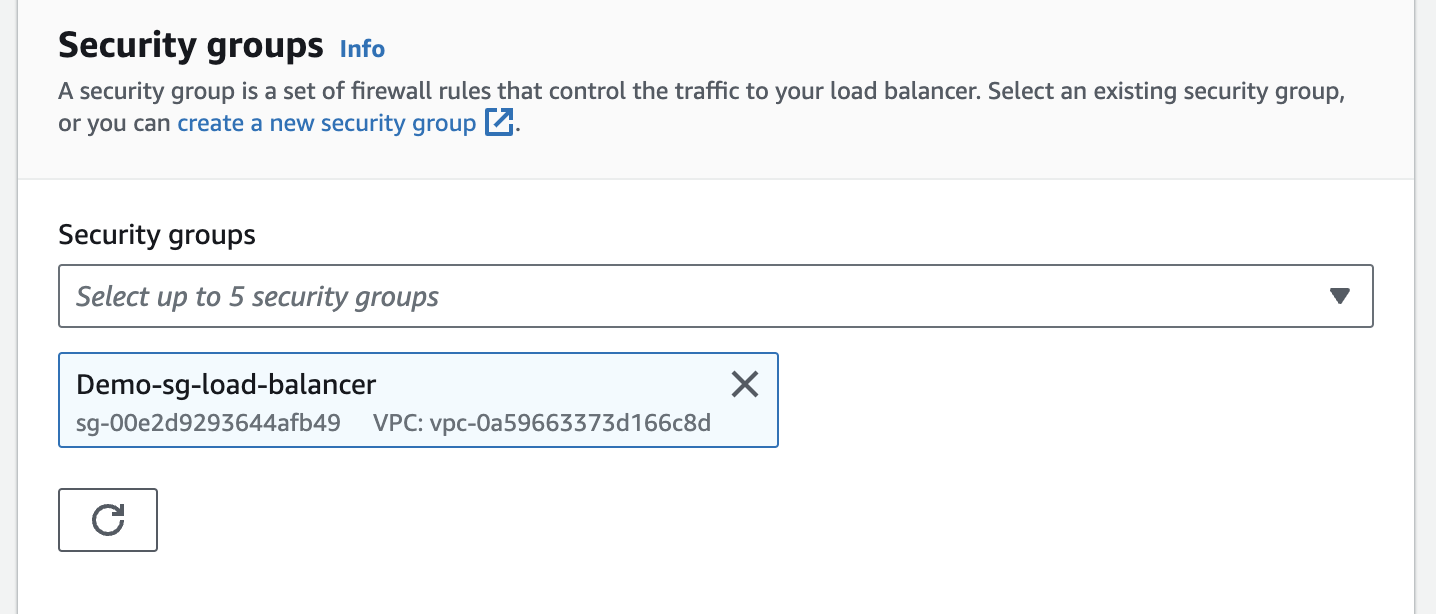 Security groups Info
A security group is a set of firewall rules that control the traffic to your load balancer. Select an existing security group,
or you can create a new security group .
Security groups
Select up to 5 security groups
Demo-sg-load-balancer
sg-00e2d9293644afb49 VPC: vpc-0a59663373d166c8d